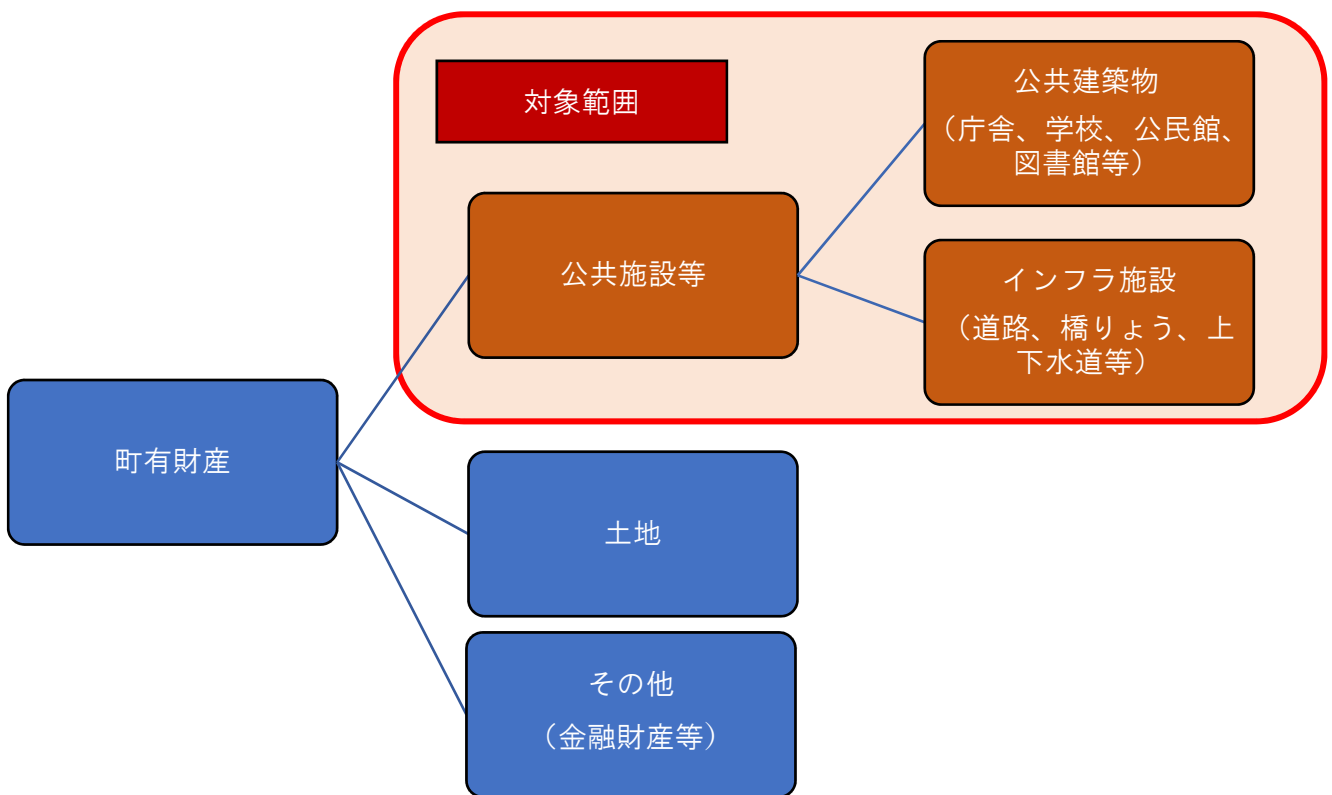 対象範囲
公共建築物
（庁舎、学校、公民館、
図書館等）
公共施設等
インフラ施設
（道路、橋りょう、上
下水道等）
町有財産
土地
その他
（金融財産等）